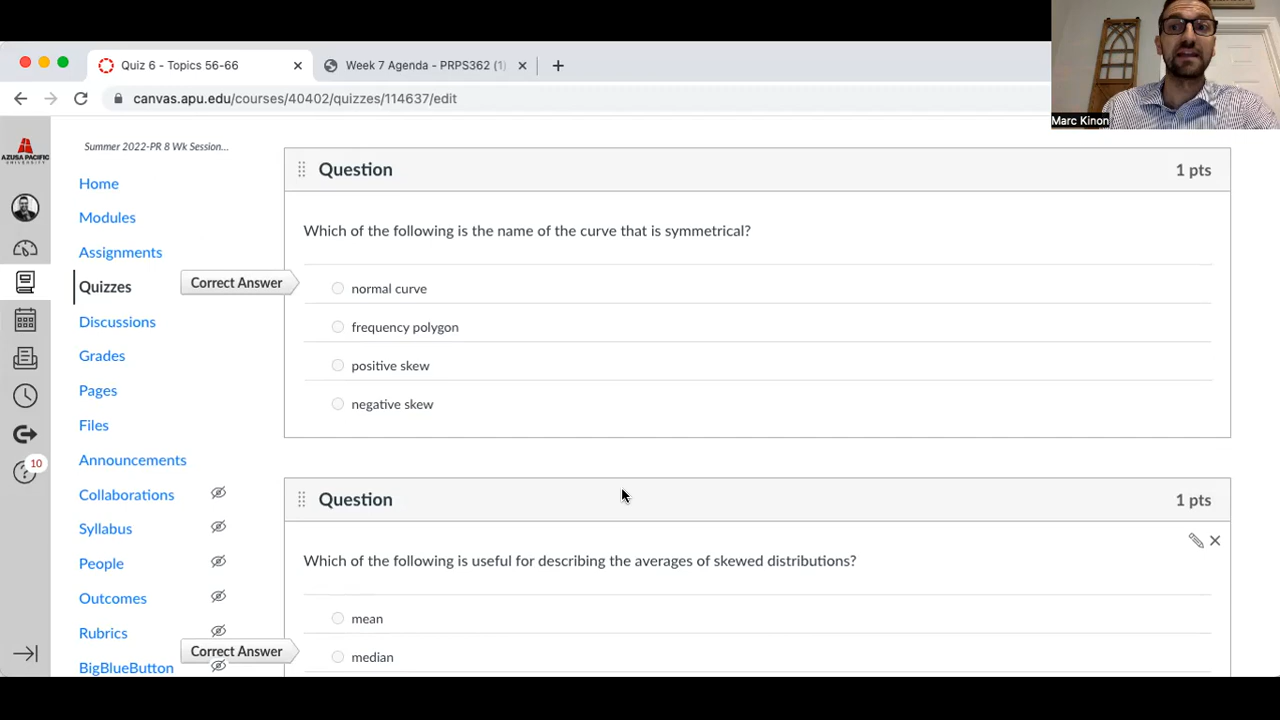 Quiz 6 - Topics 56-66
Week 7 Agenda - PRPS362 (1)
canvas.apu.edu/courses/40402/quizzes/114637/edit
Marc Kinon
AZUSA PACIFIC
UNIVERSITY
Summer 2022-PR 8 Wk Session...
Home
Modules
Assignments
Quizzes
Discussions
Grades
Pages
Files
Announcements
Collaborations
Syllabus
People
Outcomes
Rubrics
BigBlueButton
10
Question
1 pts
Which of the following is the name of the curve that is symmetrical?
Correct Answer
normal curve
frequency polygon
positive skew
negative skew
Question
1 pts
Which of the following is useful for describing the averages of skewed distributions?
mean
Correct Answer
median